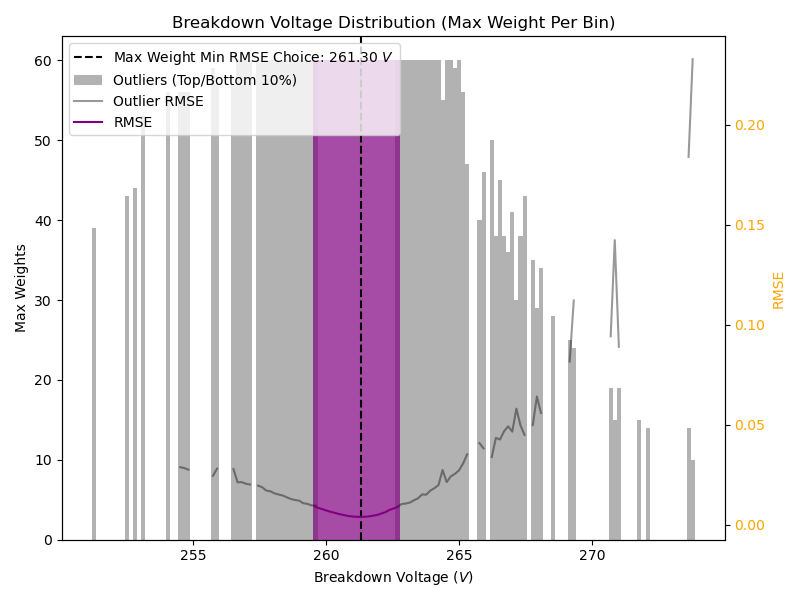 Breakdown Voltage Distribution (Max Weight Per Bin)
Max Weight Min RMSE Choice: 261.30 V
Outliers (Top/Bottom 10%)
Outlier RMSE
RMSE
60
50
40
30
20
10
0
Max Weights
0.20
0.15
0.10
0.05
0.00
RMSE
255
260
265
270
Breakdown Voltage (V)